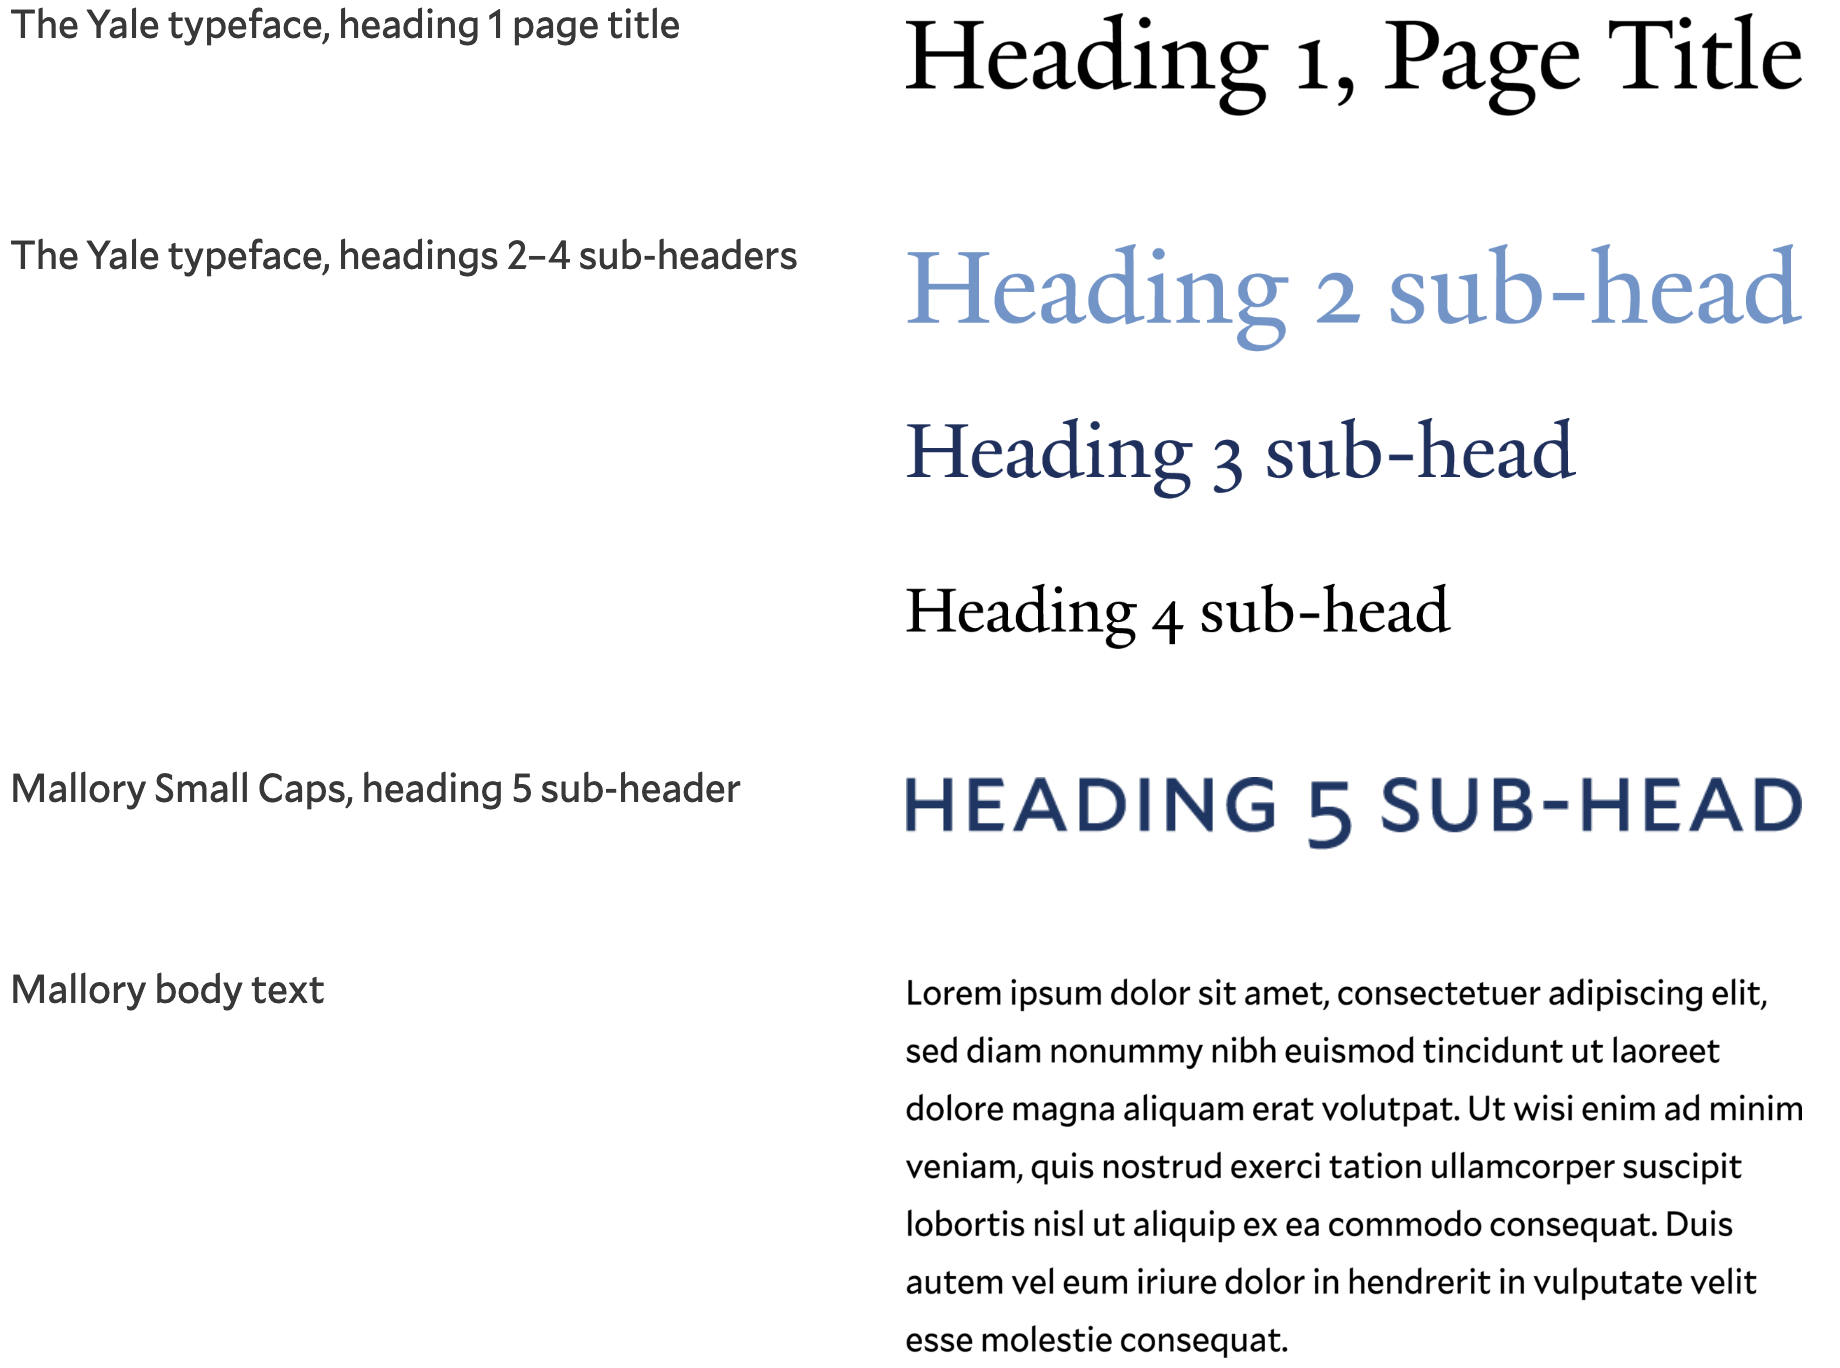 The Yale typeface, heading 1 page title
Heading 1, Page Title
The Yale typeface, headings 2–4 sub-headers
Heading 2 sub-head
Heading 3 sub-head
Heading 4 sub-head
Mallory Small Caps, heading 5 sub-header
HEADING 5 SUB-HEAD
Mallory body text
Lorem ipsum dolor sit amet, consectetuer adipiscing elit,
sed diam nonummy nibh euismod tincidunt ut laoreet
dolore magna aliquam erat volutpat. Ut wisi enim ad minim
veniam, quis nostrud exerci tation ullamcorper suscipit
lobortis nisl ut aliquip ex ea commodo consequat. Duis
autem vel eum iriure dolor in hendrerit in vulputate velit
esse molestie consequat.